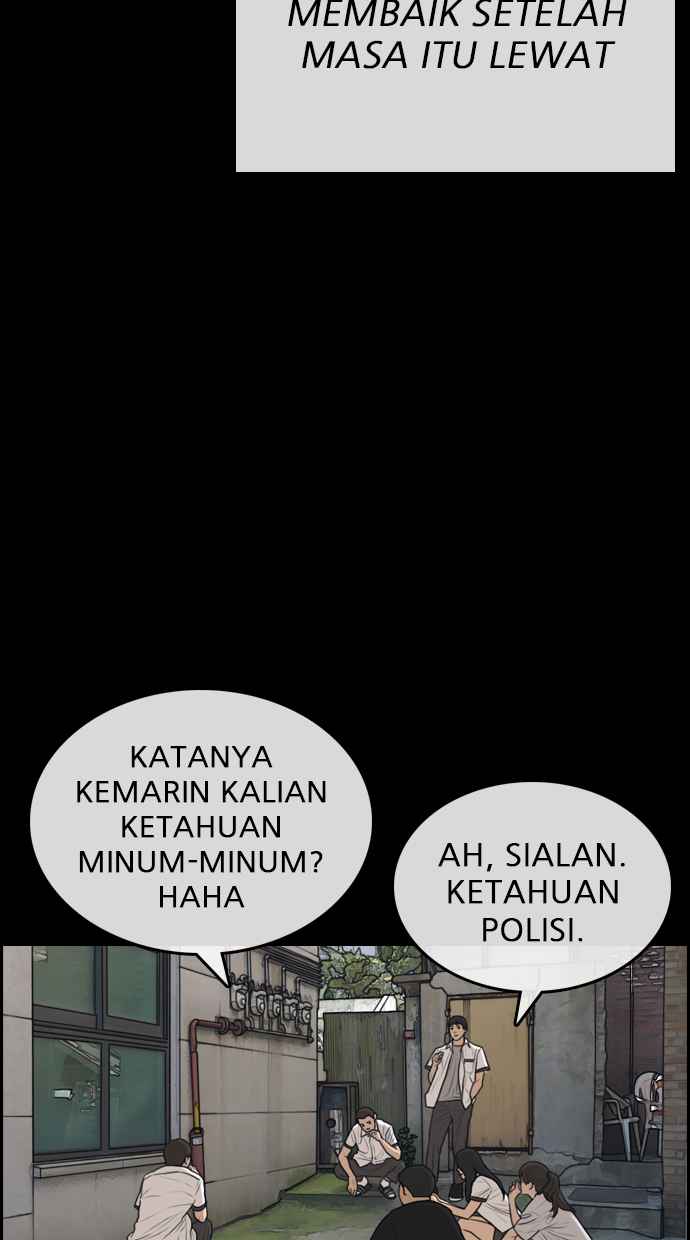 MEMBAIK SETELAH
MASA ITU LEWAT
KATANYA
KEMARIN KALIAN
KETAHUAN
MINUM-MINUM?
HAHA
AH, SIALAN.
KETAHUAN
POLISI.